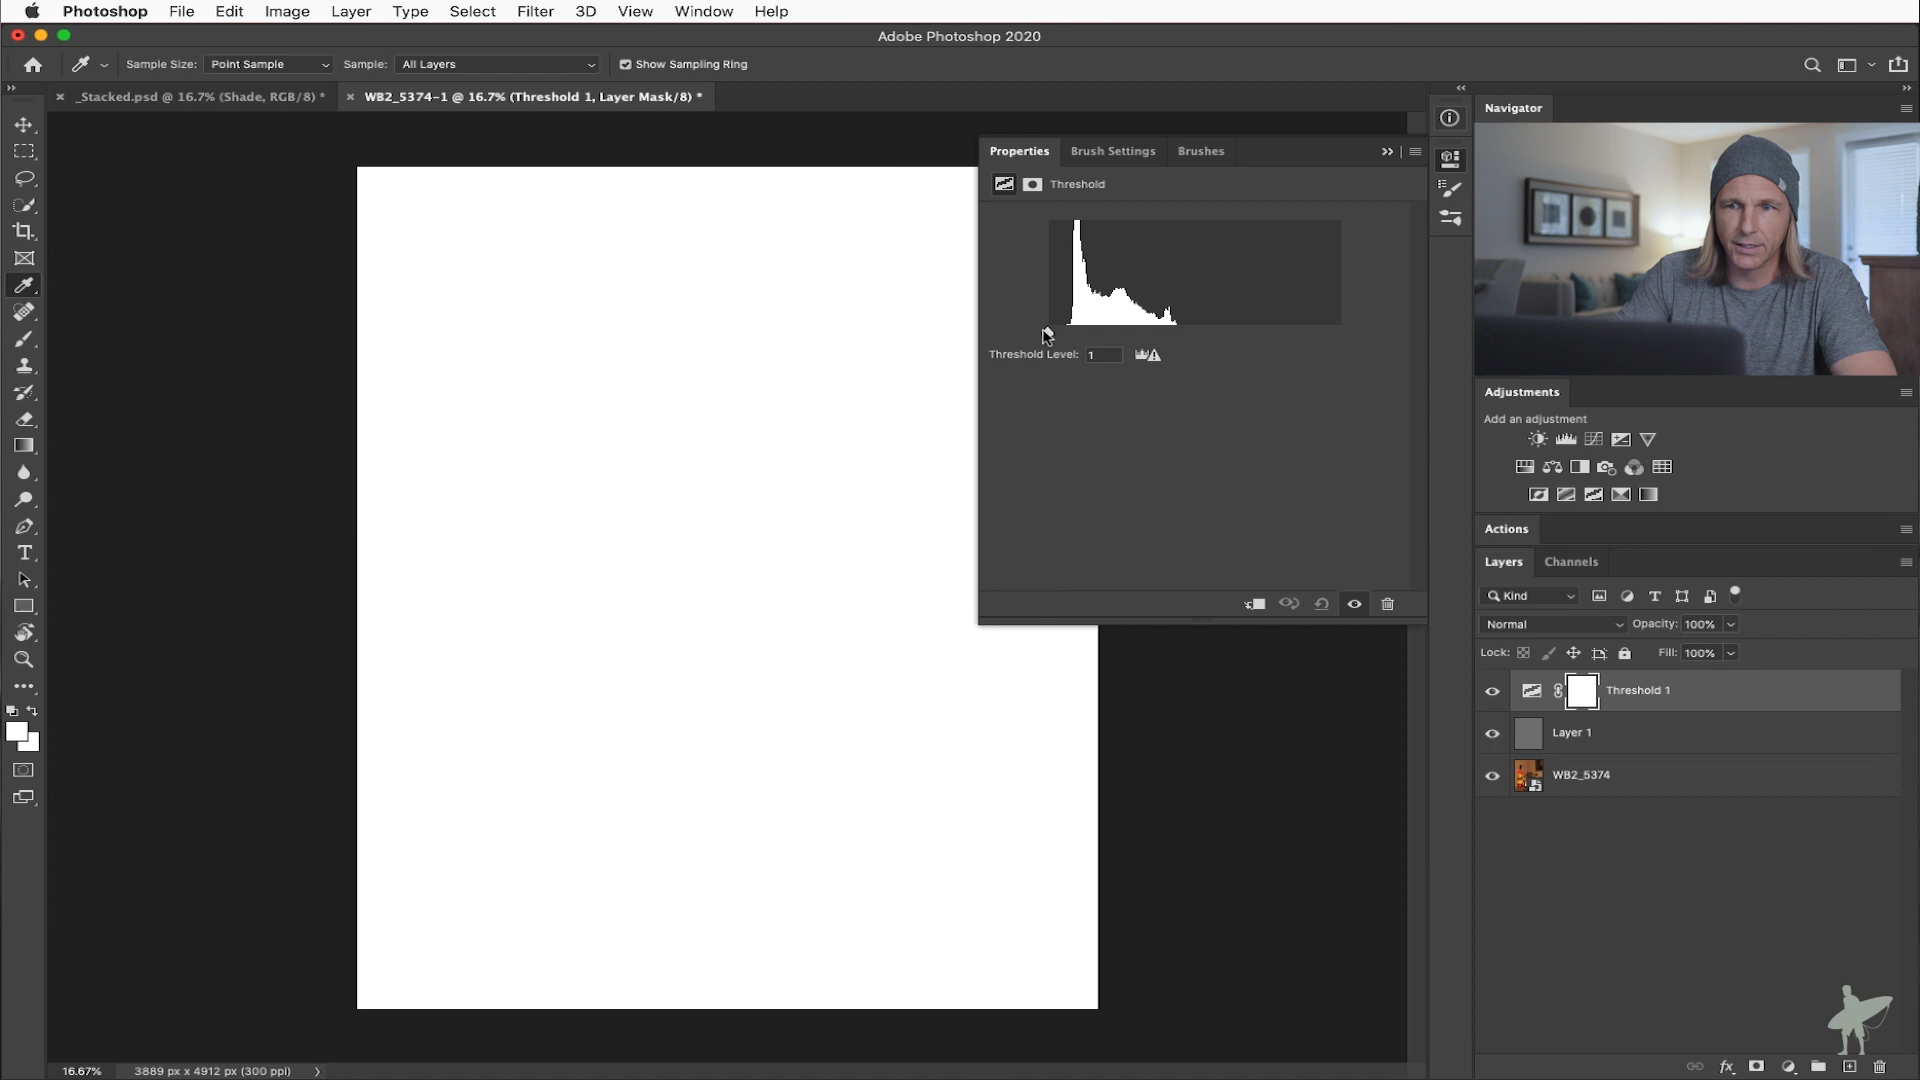 Photoshop File Edit Image Layer Type Select Filter 3D View Window Help
Adobe Photoshop 2020
Sample Size: Point Sample Sample: All Layers Show Sampling Ring
_Stacked.psd @ 16.7% (Shade, RGB/8) *
WB2_5374-1 @ 16.7% (Threshold 1, Layer Mask/8) *
Properties Brush Settings Brushes
Threshold
Threshold Level: 1
Navigator
Adjustments
Add an adjustment
Actions
Layers Channels
Kind
Normal Opacity: 100%
Lock: Fill: 100%
Threshold 1
Layer 1
WB2_5374
16.67% 3889 px x 4912 px (300 ppi)